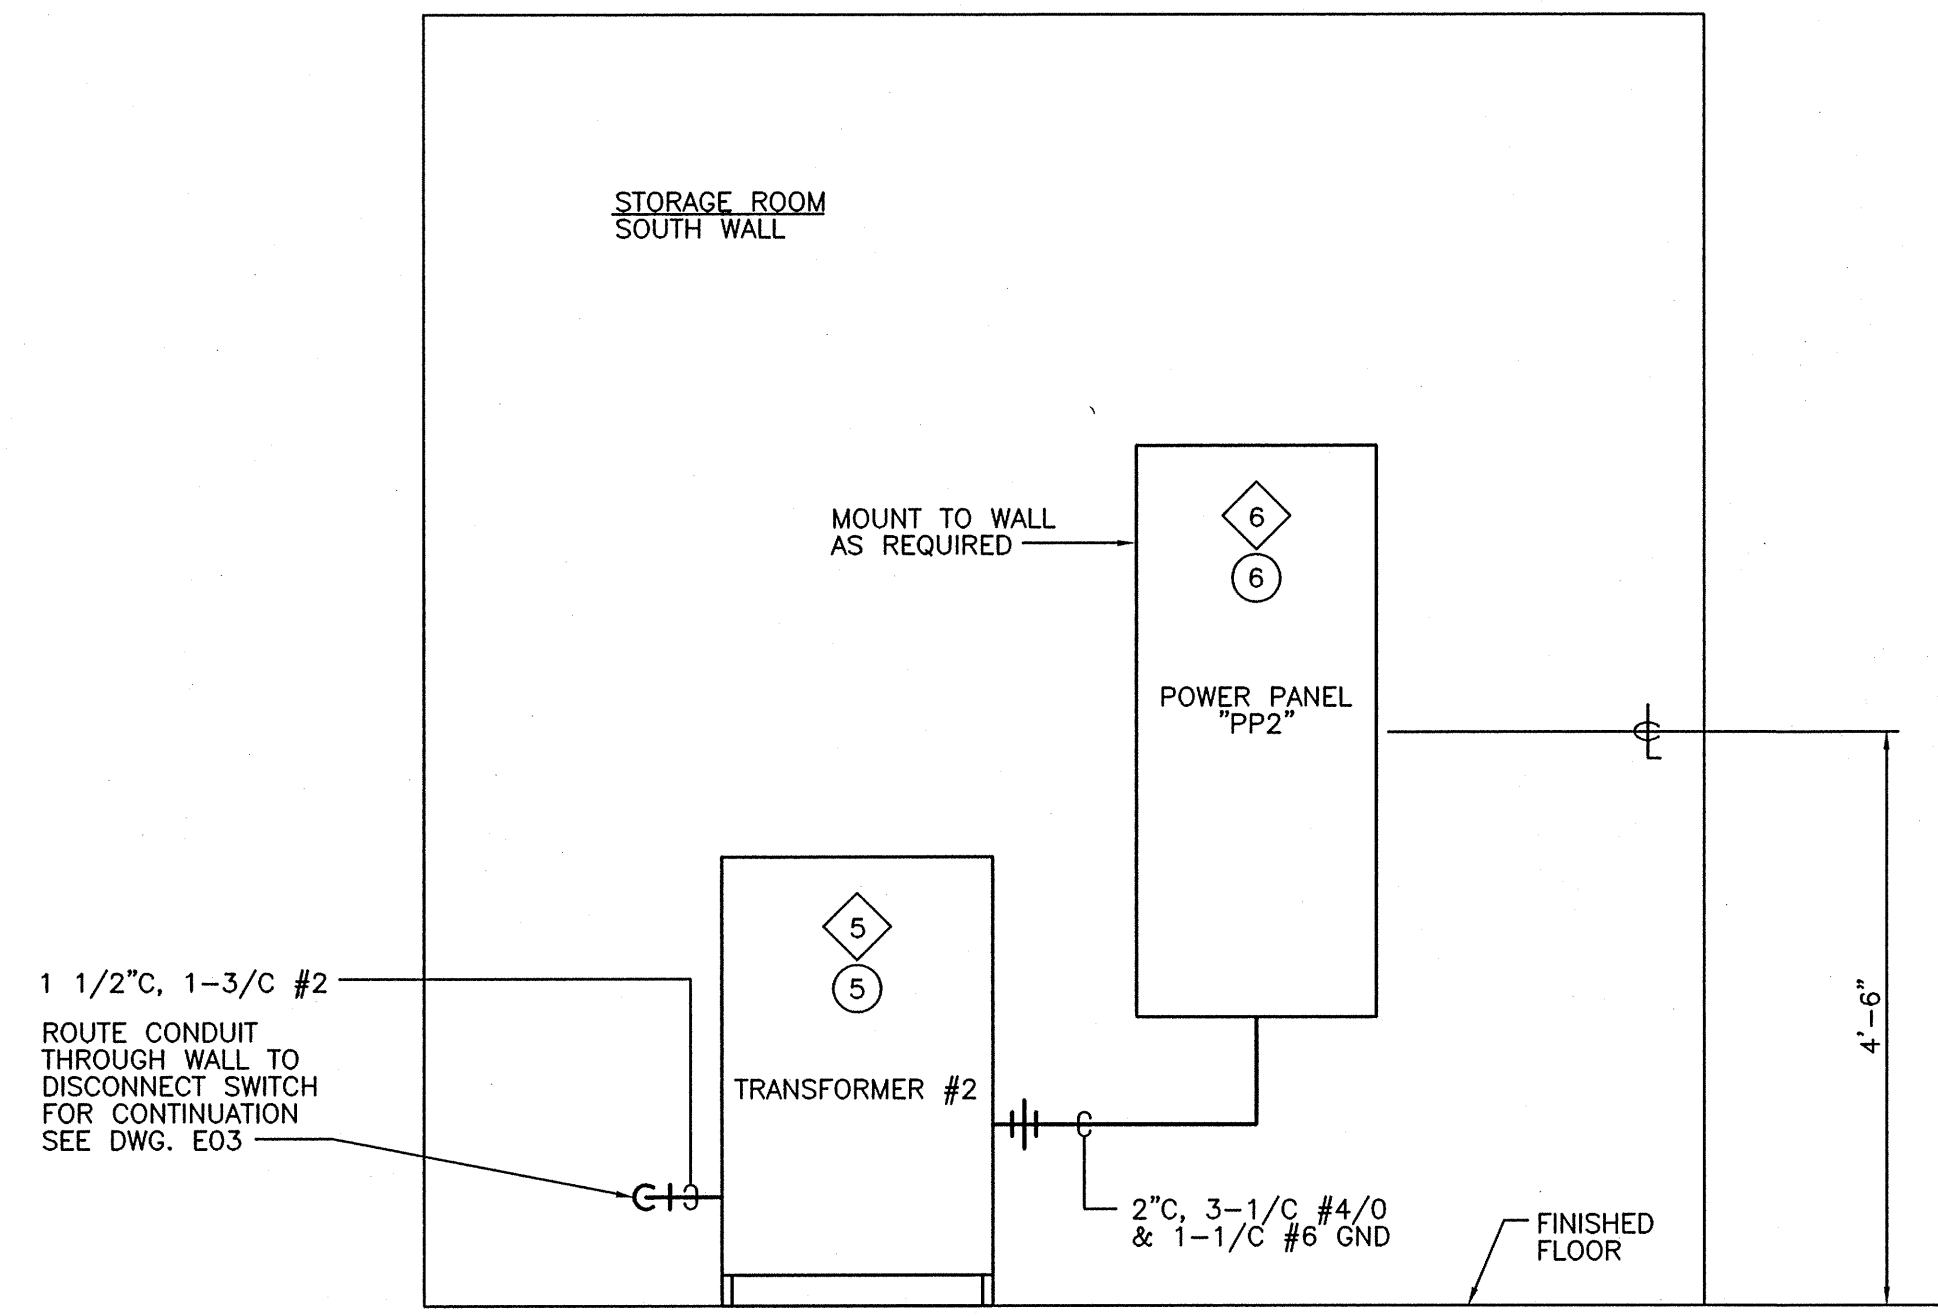 STORAGE ROOM
SOUTH WALL
MOUNT TO WALL
AS REQUIRED
6
6
POWER PANEL
"PP2"
5
5
TRANSFORMER #2
1 1/2"C, 1-3/C #2
ROUTE CONDUIT
THROUGH WALL TO
DISCONNECT SWITCH
FOR CONTINUATION
SEE DWG. E03
2"C, 3-1/C #4/0
& 1-1/C #6 GND
FINISHED
FLOOR
CL
4'-6"